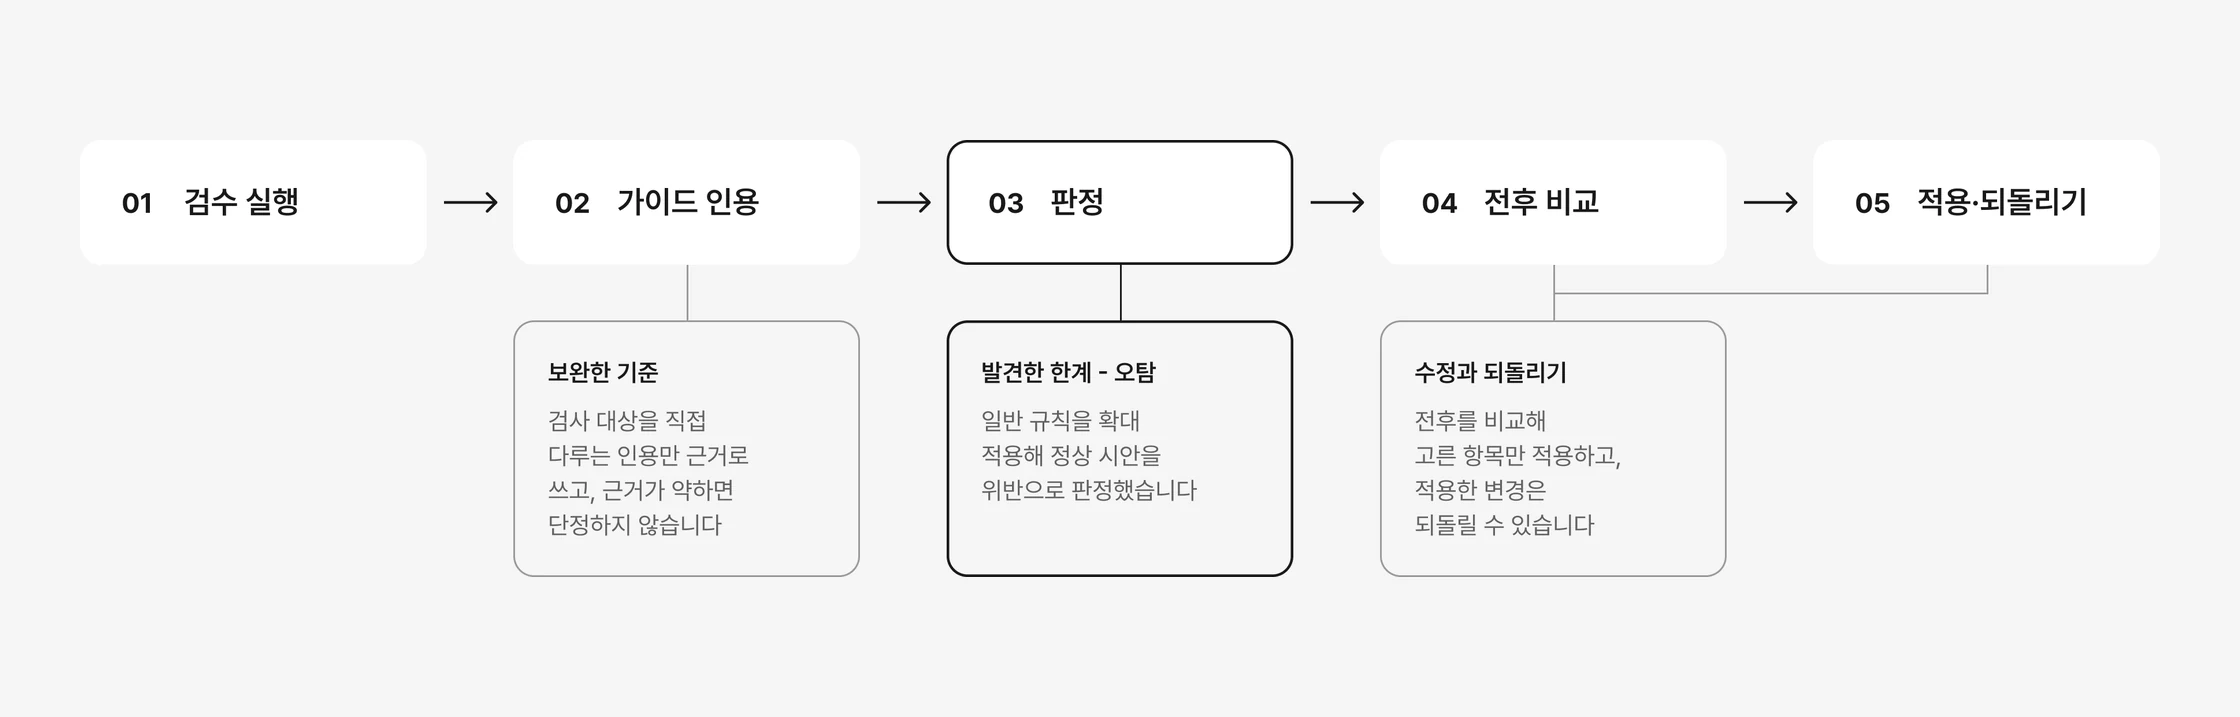 01 검수 실행
02 가이드 인용
03 판정
04 전후 비교
05 적용·되돌리기
보완한 기준
검사 대상을 직접
다루는 인용만 근거로
쓰고, 근거가 약하면
단정하지 않습니다
발견한 한계 - 오탐
일반 규칙을 확대
적용해 정상 시안을
위반으로 판정했습니다
수정과 되돌리기
전후를 비교해
고른 항목만 적용하고,
적용한 변경은
되돌릴 수 있습니다